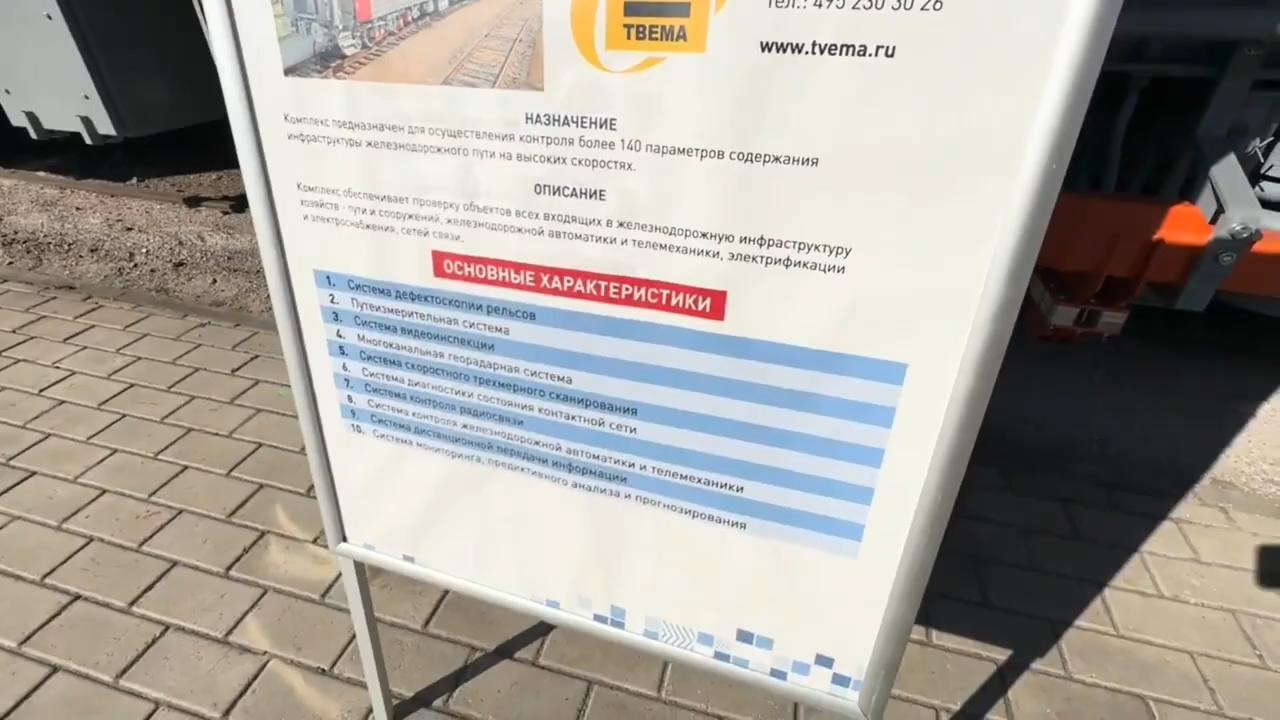 тел.: 495 230 30 26
ТВЕМА
www.tvema.ru
НАЗНАЧЕНИЕ
Комплекс предназначен для осуществления контроля более 140 параметров содержания
инфраструктуры железнодорожного пути на высоких скоростях.
ОПИСАНИЕ
Комплекс обеспечивает проверку объектов всех входящих в железнодорожную инфраструктуру
хозяйств - пути и сооружений, железнодорожной автоматики и телемеханики, электрификации
и электроснабжения, сетей связи.
ОСНОВНЫЕ ХАРАКТЕРИСТИКИ
1. Система дефектоскопии рельсов
2. Путеизмерительная система
3. Система видеоинспекции
4. Многоканальная георадарная система
5. Система скоростного трехмерного сканирования
6. Система диагностики состояния контактной сети
7. Система контроля радиосвязи
8. Система контроля железнодорожной автоматики и телемеханики
9. Система дистанционной передачи информации
10. Система мониторинга, предиктивного анализа и прогнозирования